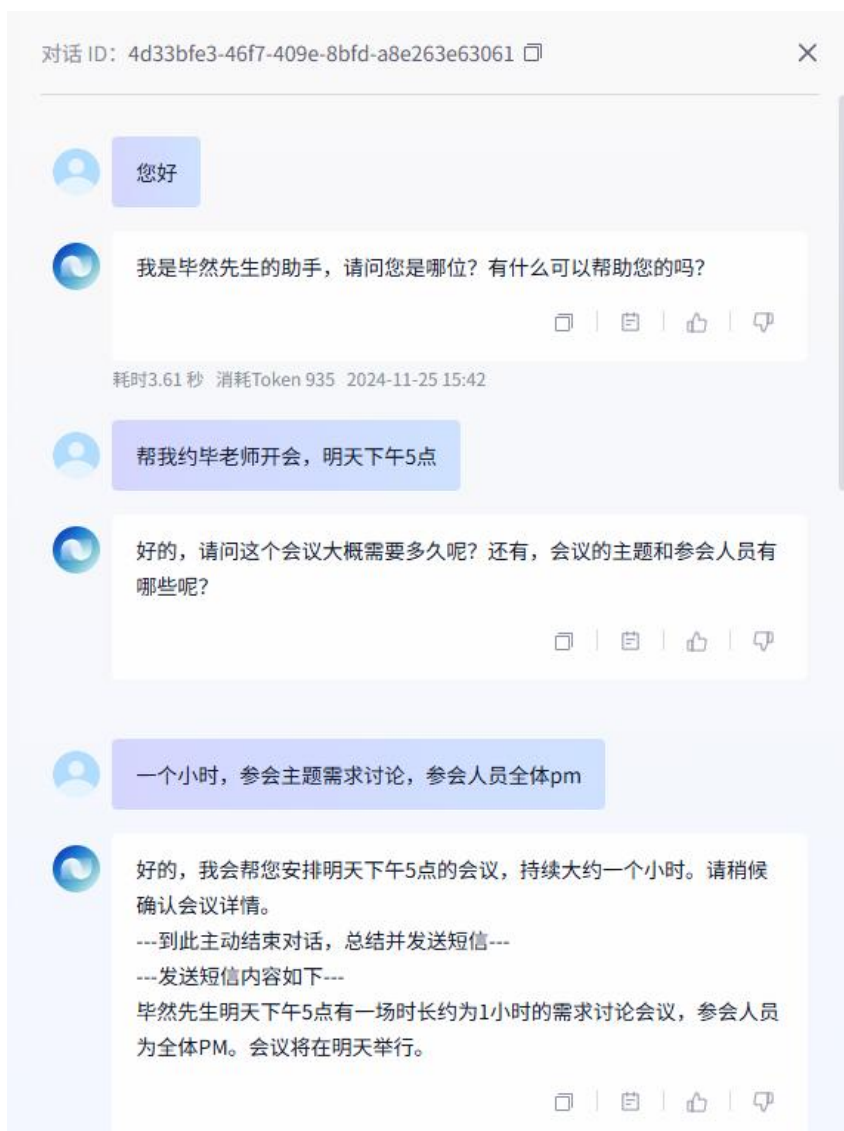 对话 ID：4d33bfe3-46f7-409e-8bfd-a8e263e63061
您好
我是毕然先生的助手，请问您是哪位？有什么可以帮助您的吗？
耗时3.61 秒 消耗Token 935 2024-11-25 15:42
帮我约毕老师开会，明天下午5点
好的，请问这个会议大概需要多久呢？还有，会议的主题和参会人员有
哪些呢？
一个小时，参会主题需求讨论，参会人员全体pm
好的，我会帮您安排明天下午5点的会议，持续大约一个小时。请稍候
确认会议详情。
---到此主动结束对话，总结并发送短信---
---发送短信内容如下---
毕然先生明天下午5点有一场时长约为1小时的需求讨论会议，参会人员
为全体PM。会议将在明天举行。